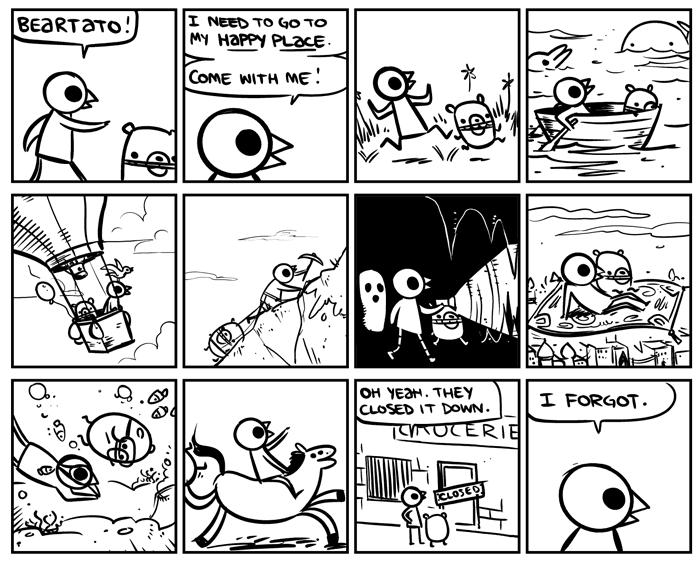 BEARTATO!
I NEED TO GO TO
MY HAPPY PLACE.
COME WITH ME!
OH YEAH. THEY
CLOSED IT DOWN.
GROCERIE
CLOSED
I FORGOT.